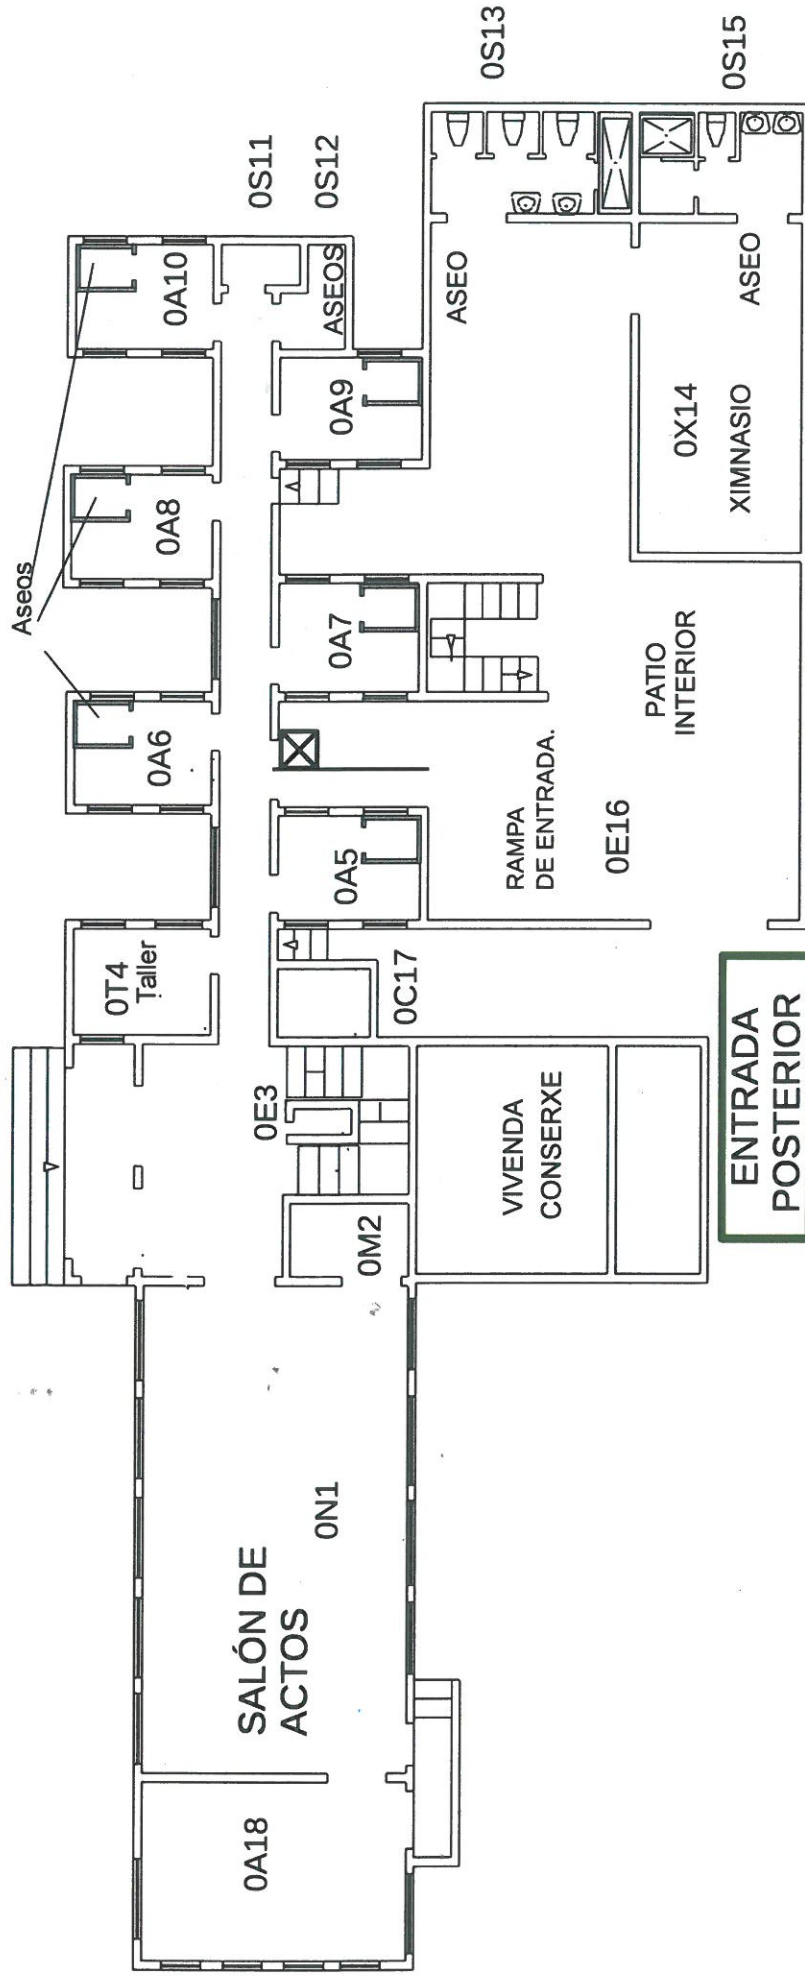 Aseos
0A10
0S11
0S12
ASEOS
0S13
0S15
0A8
0A9
ASEO
ASEO
0A6
0A7
0X14
XIMNASIO
0T4
Taller
0A5
RAMPA
DE ENTRADA.
PATIO
INTERIOR
0E16
0C17
0E3
0M2
VIVENDA
CONSERXE
ENTRADA
POSTERIOR
SALÓN DE
ACTOS
0N1
0A18